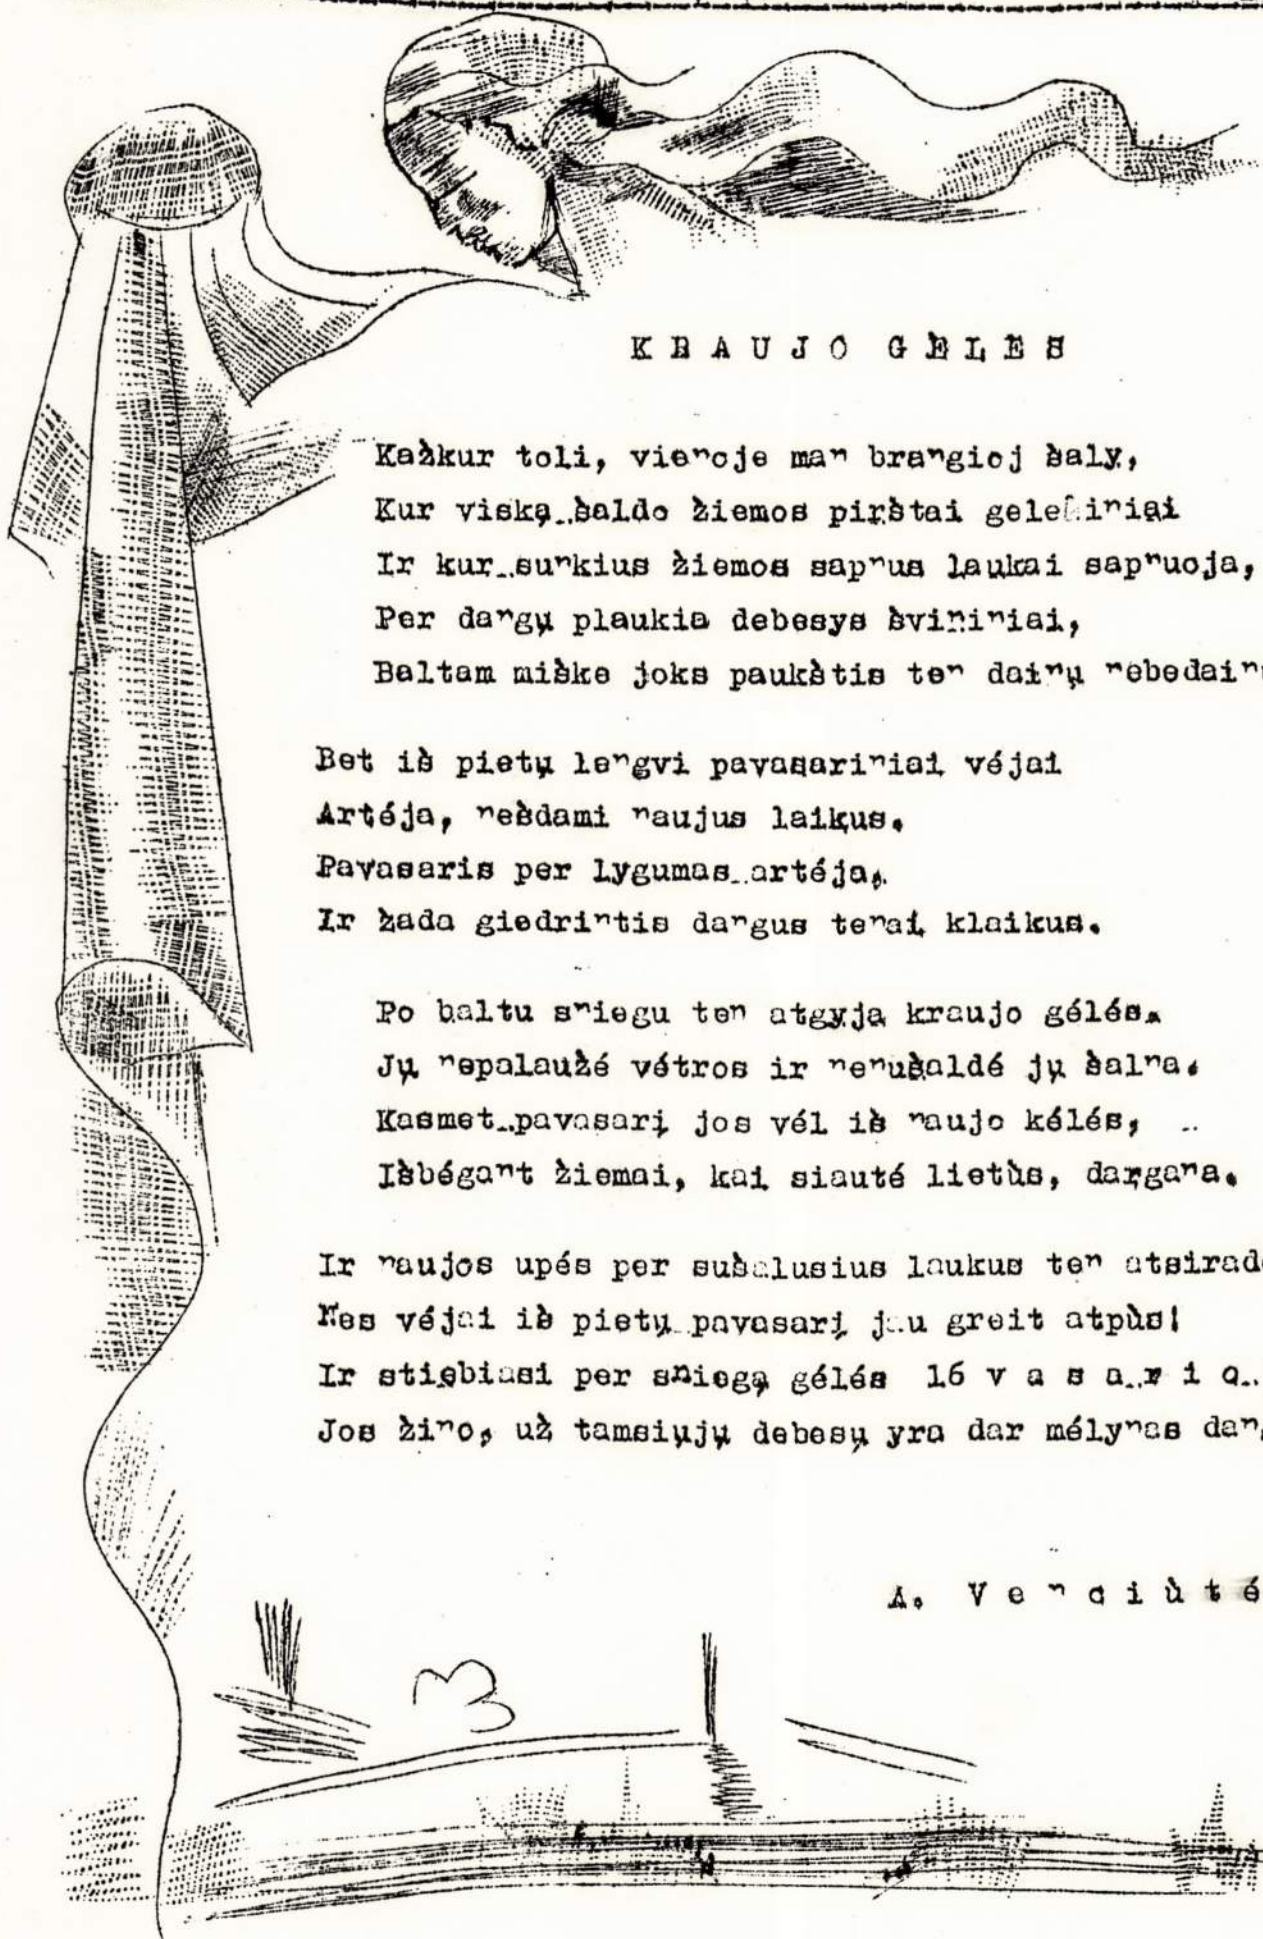 KRAUJO GĖLĖS
Kažkur toli, vienoje man brangioj šaly,
Kur viską šaldo žiemos pirštai geležiniai
Ir kur sunkius žiemos sapnus laukai sapnuoja,
Per dangų plaukia debesys švininiai,
Baltam miške joks paukštis ten dainų nebedain
Bet iš pietų lengvi pavasariniai vėjai
Artėja, nešdami naujus laikus.
Pavasaris per lygumas artėja,
Ir žada giedrintis dangus tenai klaikus.
Po baltu sniegu ten atgyja kraujo gėlės.
Jų nepalaužė vėtros ir nenušaldė jų šalna.
Kasmet pavasarį jos vėl iš naujo kėlės,
Išbėgant žiemai, kai siautė lietūs, dargana.
Ir naujos upės per sušalusius laukus ten atsirad
Nes vėjai iš pietų pavasarį jau greit atpūs!
Ir stiebiasi per sniegą gėlės 16 v a s a r i o
Jos žino, už tamsiųjų debesų yra dar mėlynas dan
A. V e n c i ū t ė